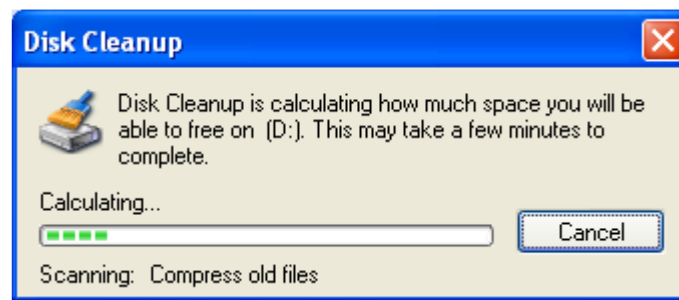 Disk Cleanup
Disk Cleanup is calculating how much space you will be
able to free on  (D:). This may take a few minutes to
complete.
Calculating...
Cancel
Scanning:  Compress old files